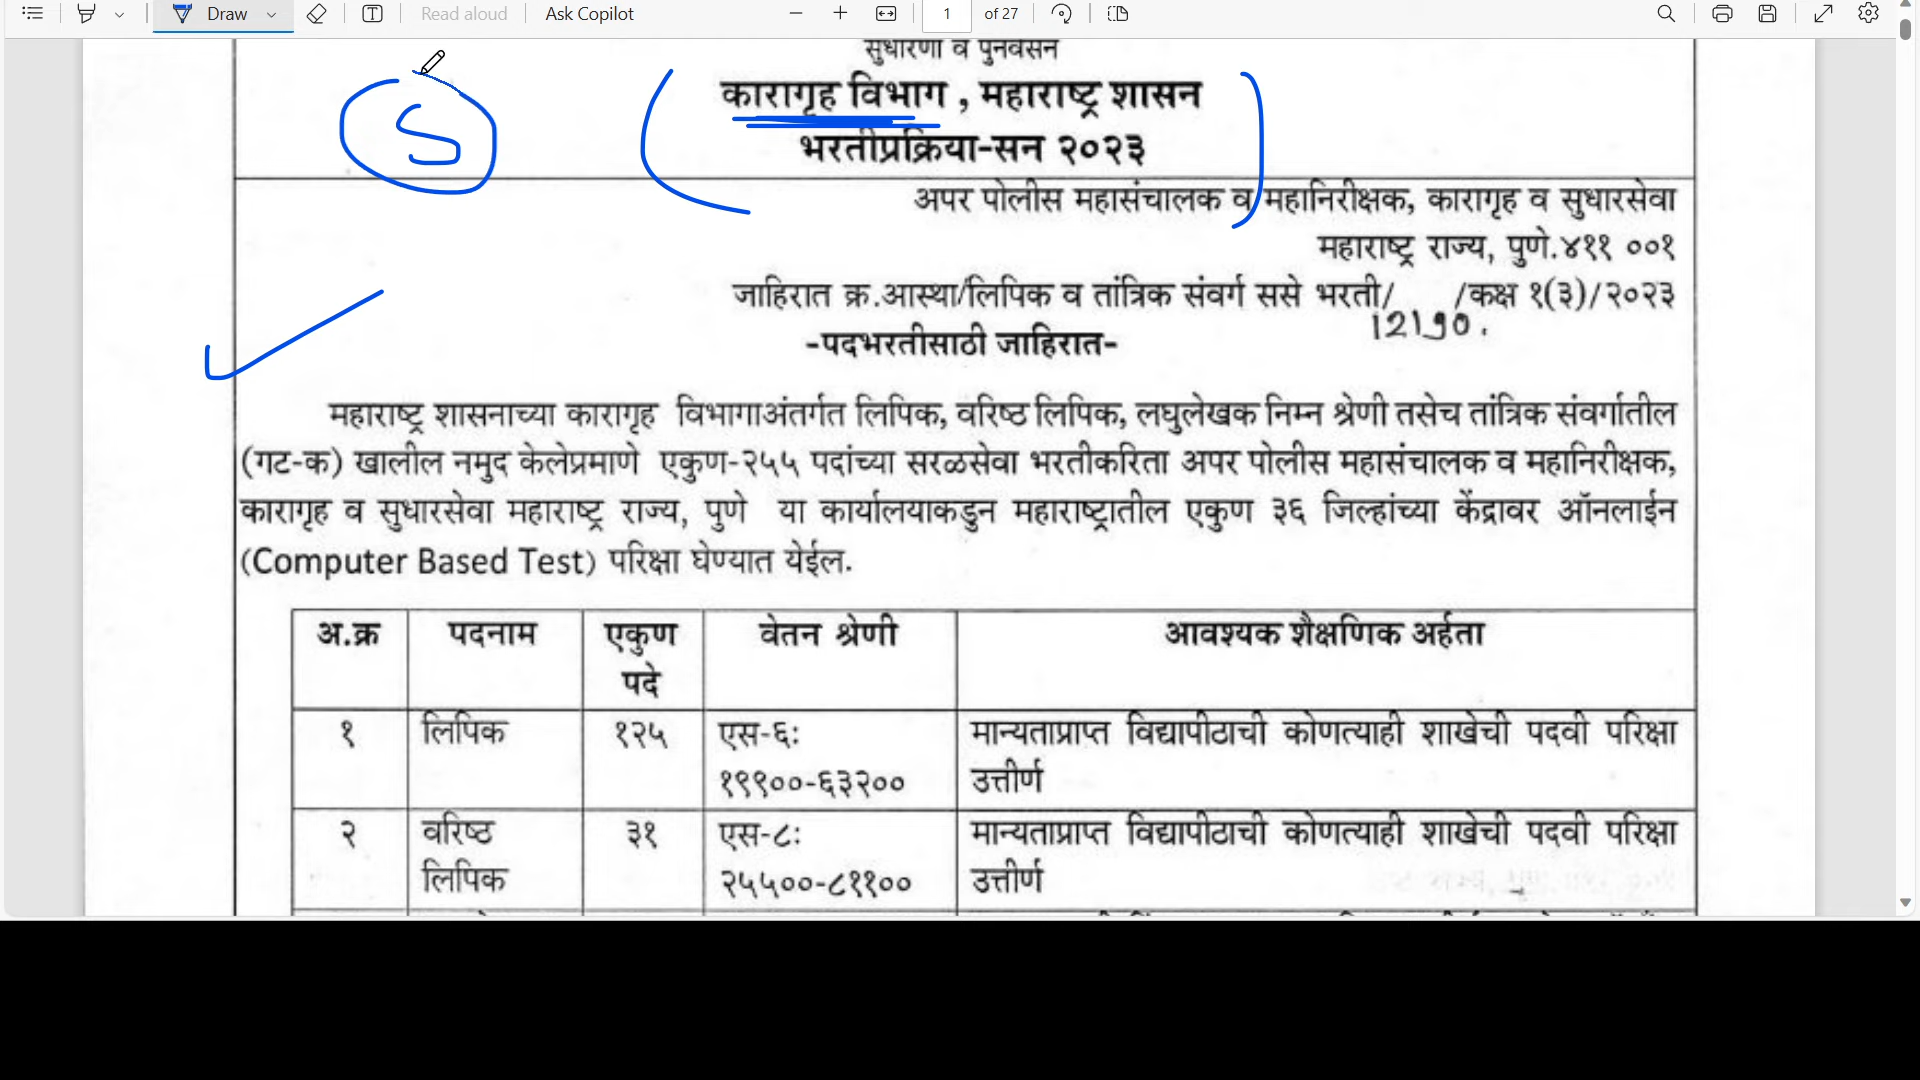 Draw
Read aloud
Ask Copilot
1 of 27
सुधारणा व पुनर्वसन
कारागृह विभाग , महाराष्ट्र शासन
भरतीप्रक्रिया-सन २०२३
S
अपर पोलीस महासंचालक व महानिरीक्षक, कारागृह व सुधारसेवा
महाराष्ट्र राज्य, पुणे.४११ ००१
जाहिरात क्र.आस्था/लिपिक व तांत्रिक संवर्ग ससे भरती/ /कक्ष १(३)/२०२३
-पदभरतीसाठी जाहिरात-
महाराष्ट्र शासनाच्या कारागृह विभागाअंतर्गत लिपिक, वरिष्ठ लिपिक, लघुलेखक निम्न श्रेणी तसेच तांत्रिक संवर्गातील
(गट-क) खालील नमुद केलेप्रमाणे एकुण-२५५ पदांच्या सरळसेवा भरतीकरिता अपर पोलीस महासंचालक व महानिरीक्षक,
कारागृह व सुधारसेवा महाराष्ट्र राज्य, पुणे या कार्यालयाकडुन महाराष्ट्रातील एकुण ३६ जिल्हांच्या केंद्रावर ऑनलाईन
(Computer Based Test) परिक्षा घेण्यात येईल.
अ.क्र पदनाम एकुण पदे वेतन श्रेणी आवश्यक शैक्षणिक अर्हता
१ लिपिक १२५ एस-६: १९९००-६३२०० मान्यताप्राप्त विद्यापीठाची कोणत्याही शाखेची पदवी परिक्षा उत्तीर्ण
२ वरिष्ठ लिपिक ३१ एस-८: २५५००-८११०० मान्यताप्राप्त विद्यापीठाची कोणत्याही शाखेची पदवी परिक्षा उत्तीर्ण